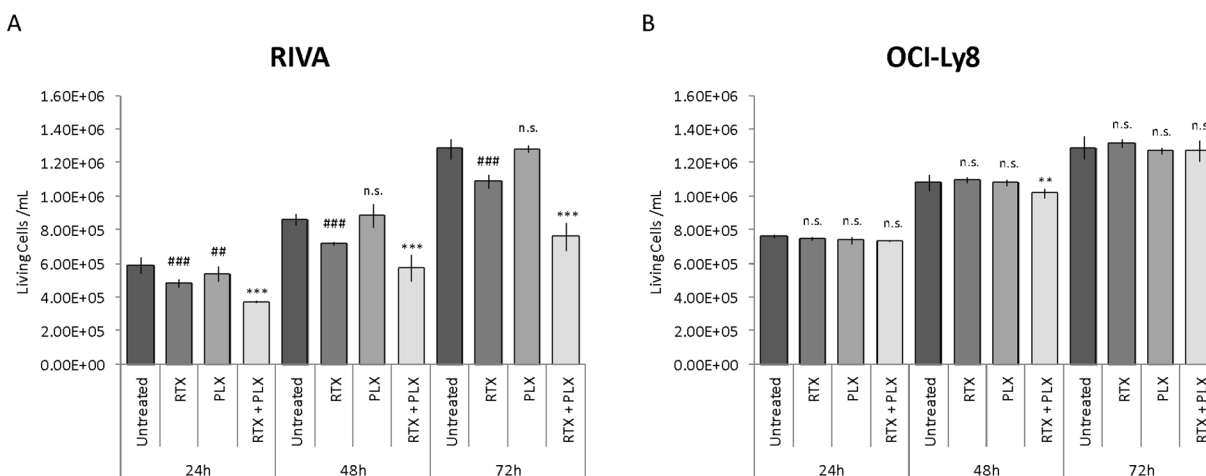 A
RIVA
1.60E+06
1.40E+06
1.20E+06
1.00E+06
8.00E+05
6.00E+05
4.00E+05
2.00E+05
0.00E+00
Living Cells /mL
###
##
***
###
n.s.
***
###
n.s.
***
Untreated
RTX
PLX
RTX + PLX
Untreated
RTX
PLX
RTX + PLX
Untreated
RTX
PLX
RTX + PLX
24h
48h
72h
B
OCI-Ly8
1.60E+06
1.40E+06
1.20E+06
1.00E+06
8.00E+05
6.00E+05
4.00E+05
2.00E+05
0.00E+00
Living Cells /mL
n.s.
n.s.
n.s.
n.s.
n.s.
**
n.s.
n.s.
n.s
Untreated
RTX
PLX
RTX + PLX
Untreated
RTX
PLX
RTX + PLX
Untreated
RTX
PLX
RTX + PLX
24h
48h
72h